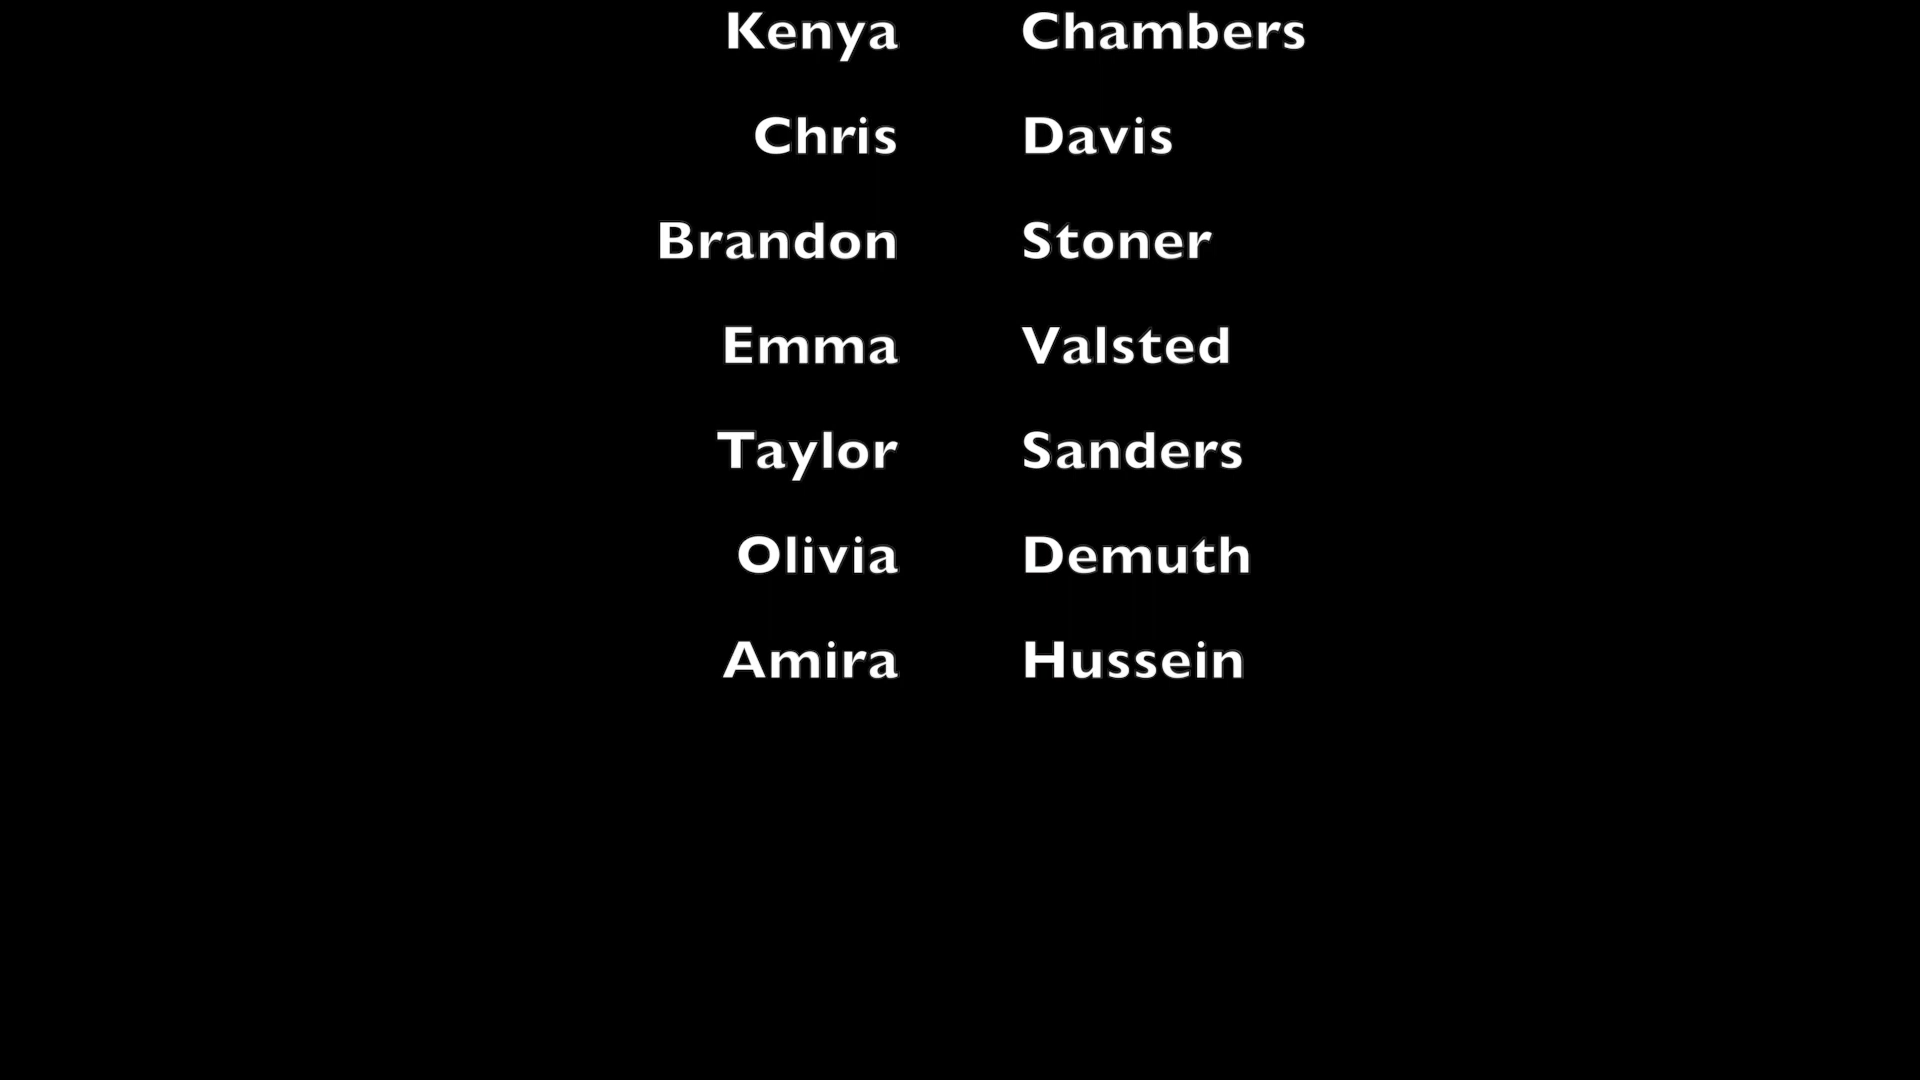 Kenya Chambers
Chris Davis
Brandon Stoner
Emma Valsted
Taylor Sanders
Olivia Demuth
Amira Hussein